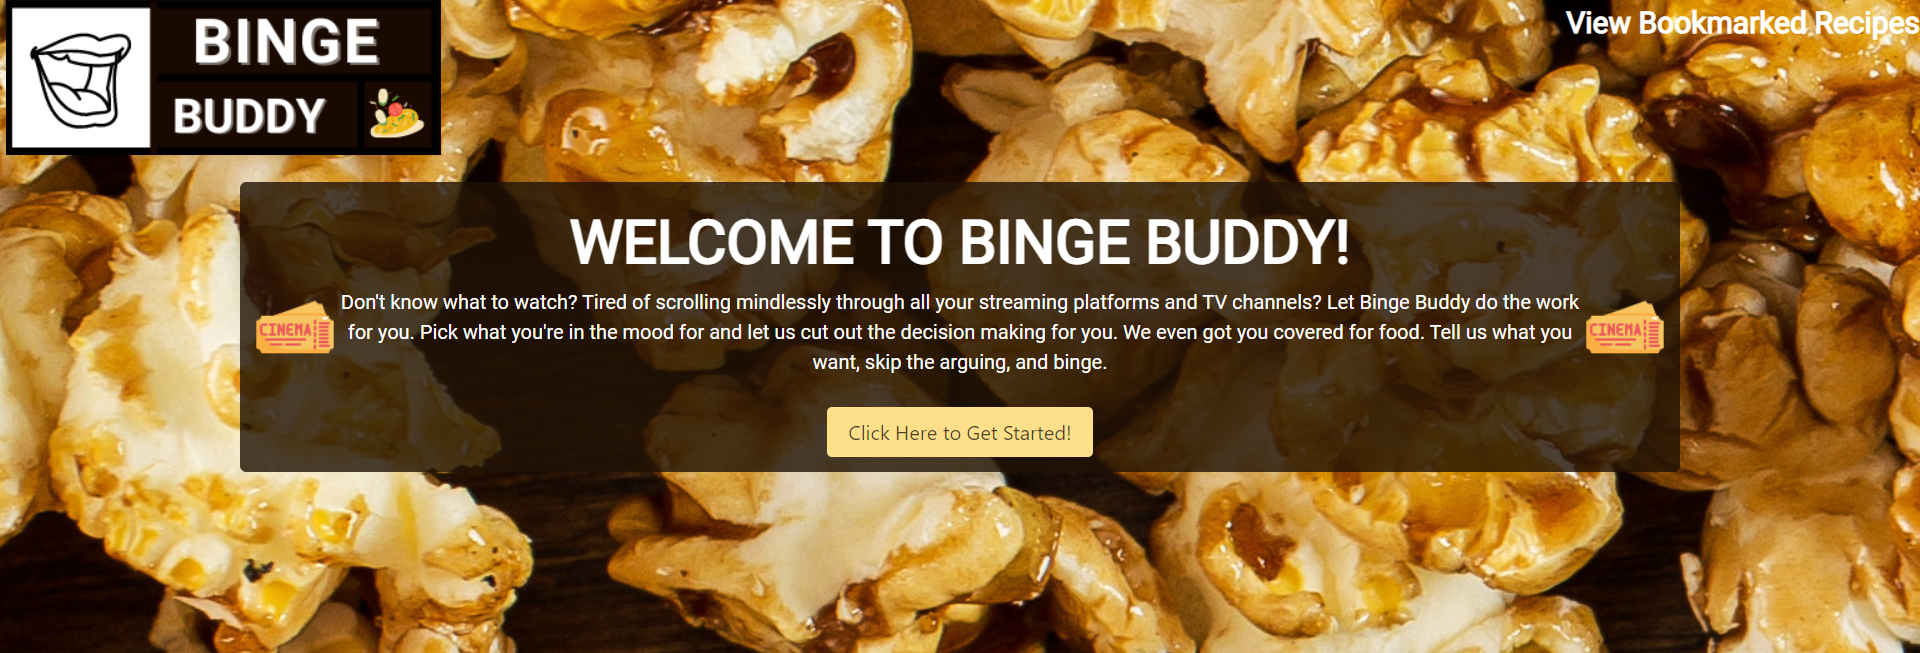 BINGE
BUDDY
View Bookmarked Recipes
WELCOME TO BINGE BUDDY!
Don't know what to watch? Tired of scrolling mindlessly through all your streaming platforms and TV channels? Let Binge Buddy do the work
for you. Pick what you're in the mood for and let us cut out the decision making for you. We even got you covered for food. Tell us what you
want, skip the arguing, and binge.
CINEMA
CINEMA
Click Here to Get Started!